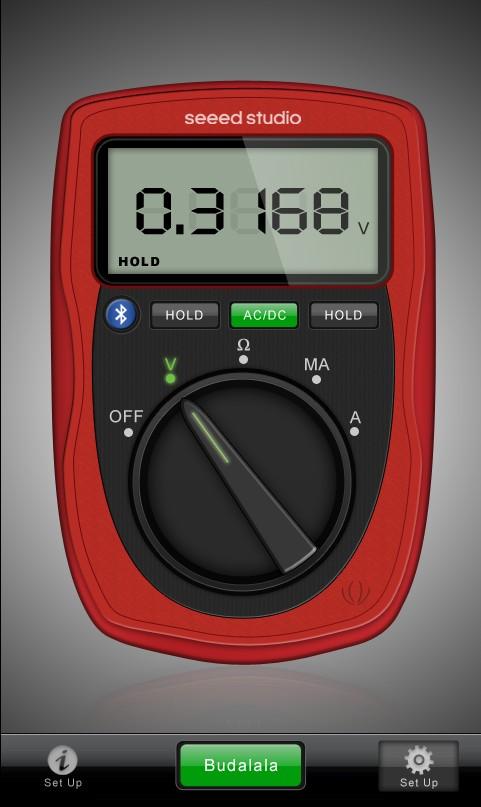 seeed studio
0.3168 V
HOLD
HOLD AC/DC HOLD
Ω
V MA
OFF A
Set Up Budalala Set Up